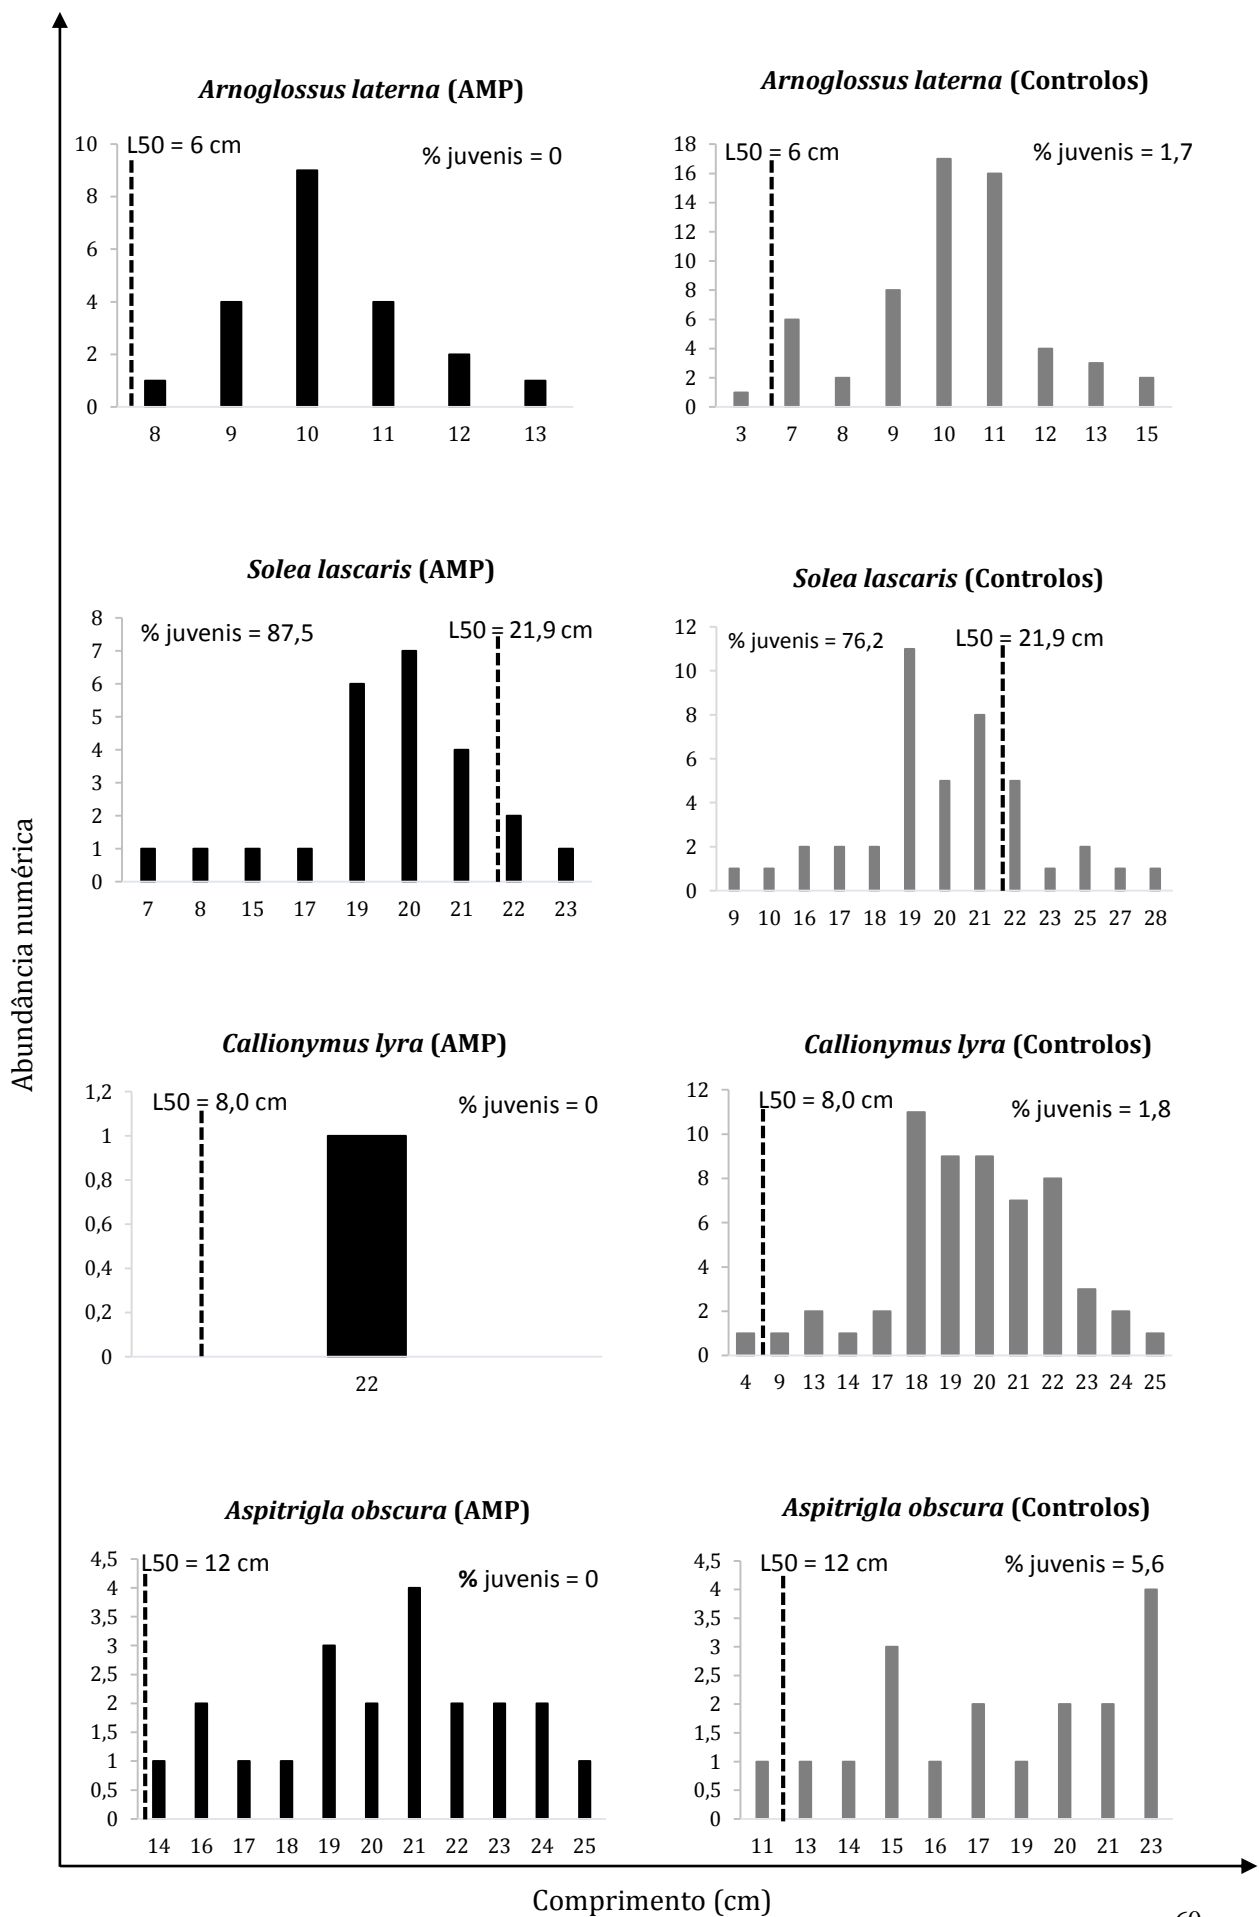 Arnoglossus laterna (AMP)
L50 = 6 cm
% juvenis = 0
10
8
6
4
2
0
8 9 10 11 12 13
Arnoglossus laterna (Controlos)
L50 = 6 cm
% juvenis = 1,7
18
16
14
12
10
8
6
4
2
0
3 7 8 9 10 11 12 13 15
Solea lascaris (AMP)
% juvenis = 87,5
L50 = 21,9 cm
8
7
6
5
4
3
2
1
0
7 8 15 17 19 20 21 22 23
Solea lascaris (Controlos)
% juvenis = 76,2
L50 = 21,9 cm
12
10
8
6
4
2
0
9 10 16 17 18 19 20 21 22 23 25 27 28
Callionymus lyra (AMP)
L50 = 8,0 cm
% juvenis = 0
1,2
1
0,8
0,6
0,4
0,2
0
22
Callionymus lyra (Controlos)
L50 = 8,0 cm
% juvenis = 1,8
12
10
8
6
4
2
0
4 9 13 14 17 18 19 20 21 22 23 24 25
Aspitrigla obscura (AMP)
L50 = 12 cm
% juvenis = 0
4,5
4
3,5
3
2,5
2
1,5
1
0,5
0
14 16 17 18 19 20 21 22 23 24 25
Aspitrigla obscura (Controlos)
L50 = 12 cm
% juvenis = 5,6
4,5
4
3,5
3
2,5
2
1,5
1
0,5
0
11 13 14 15 16 17 19 20 21 23
Abundância numérica
Comprimento (cm)